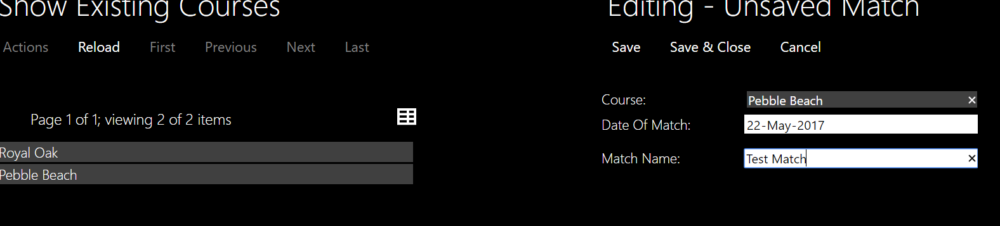 Show Existing Courses
Actions Reload First Previous Next Last
Page 1 of 1; viewing 2 of 2 items
Royal Oak
Pebble Beach
Editing - Unsaved Match
Save Save & Close Cancel
Course: Pebble Beach
Date Of Match: 22-May-2017
Match Name: Test Match